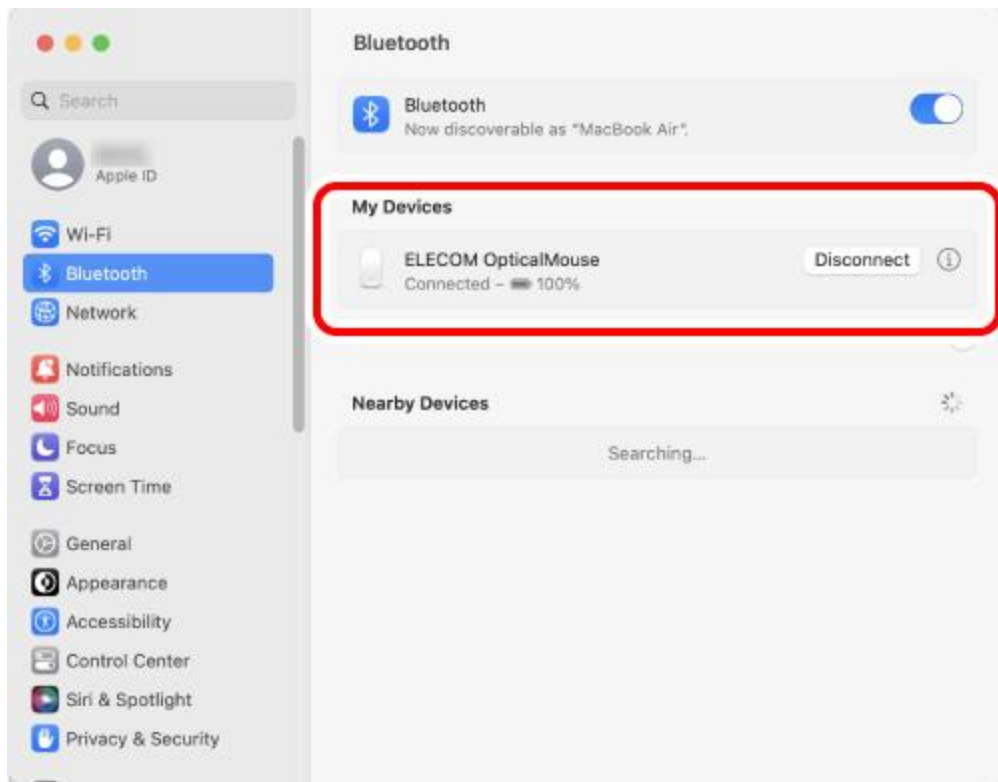 Bluetooth
Search
Bluetooth
Now discoverable as "MacBook Air".
Apple ID
My Devices
Wi-Fi
ELECOM OpticalMouse
Disconnect
Bluetooth
Connected – 100%
Network
Notifications
Nearby Devices
Sound
Focus
Searching...
Screen Time
General
Appearance
Accessibility
Control Center
Siri & Spotlight
Privacy & Security